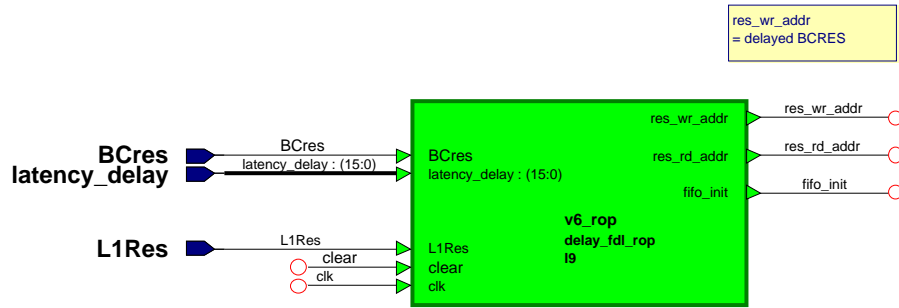 res_wr_addr
= delayed BCRES
res_wr_addr
res_wr_addr
BCres
BCres
BCres
res_rd_addr
res_rd_addr
latency_delay
latency_delay : (15:0)
latency_delay : (15:0)
fifo_init
fifo_init
v6_rop
delay_fdl_rop
I9
L1Res
L1Res
L1Res
clear
clear
clk
clk